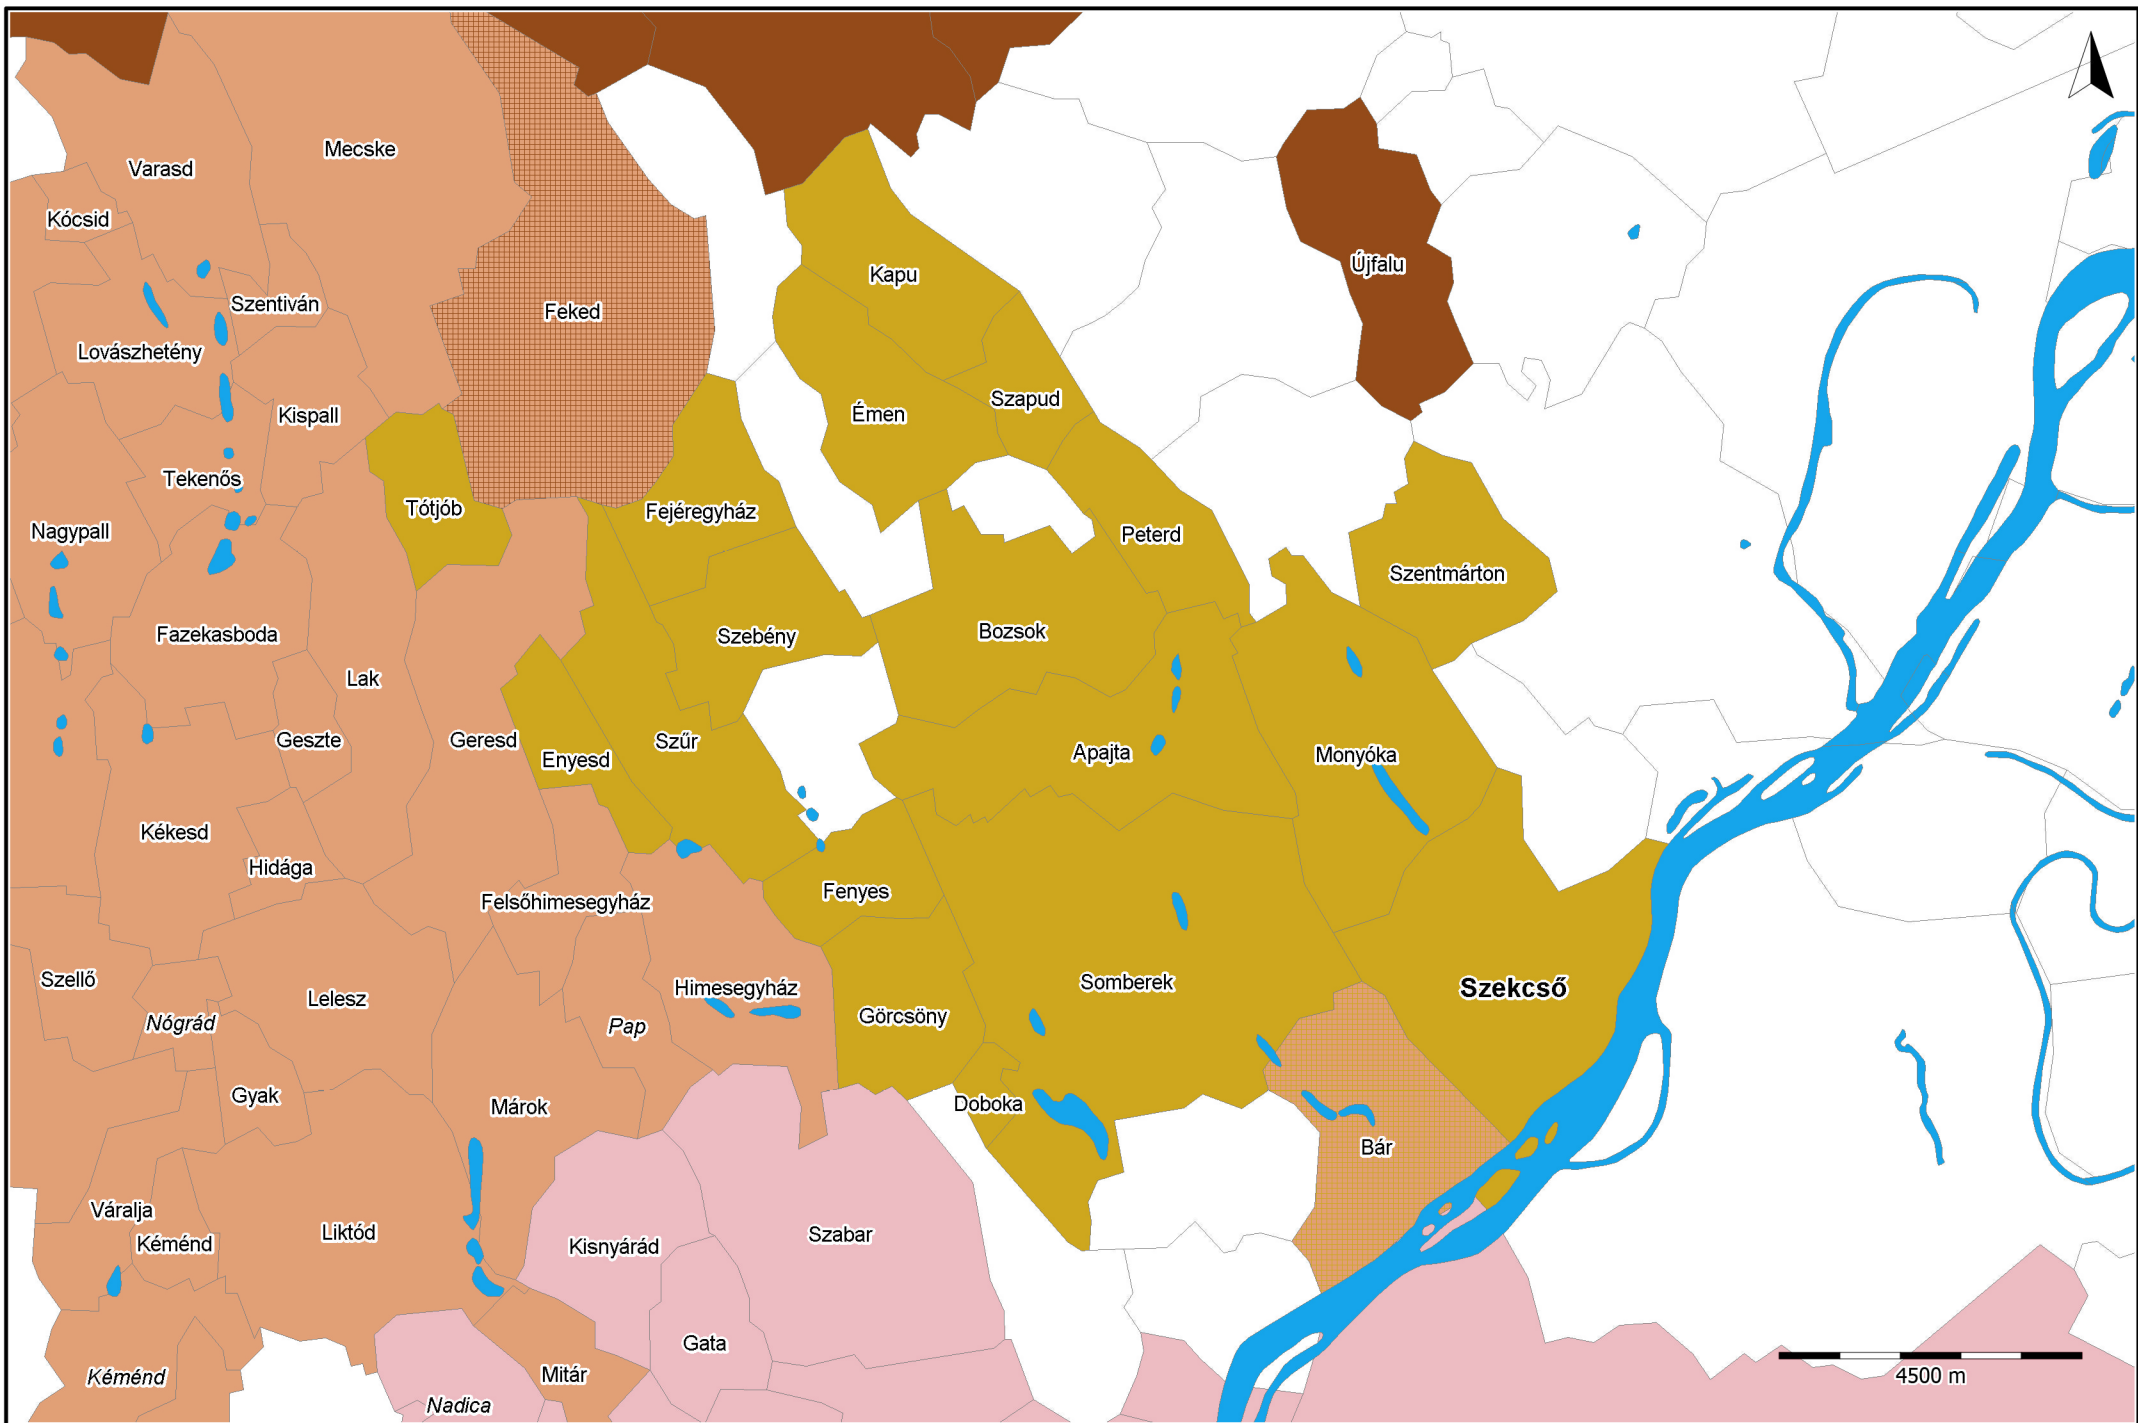 Mecske
Varasd
Kócsid
Újfalu
Kapu
Szentiván
Feked
Lovászhetény
Szapud
Émen
Kispall
Tekenős
Tótjób
Fejéregyház
Nagypall
Peterd
Szentmárton
Bozsok
Fazekasboda
Szebény
Lak
Geszte
Geresd
Szűr
Enyesd
Apajta
Monyóka
Kékesd
Hidága
Fenyes
Felsőhimesegyház
Szellő
Somberek
Himesegyház
Szekcső
Lelesz
Görcsöny
Nógrád
Pap
Gyak
Doboka
Márok
Bár
Váralja
Liktód
Szabar
Kéménd
Kisnyárád
Gata
Mitár
Kéménd
4500 m
Nadica